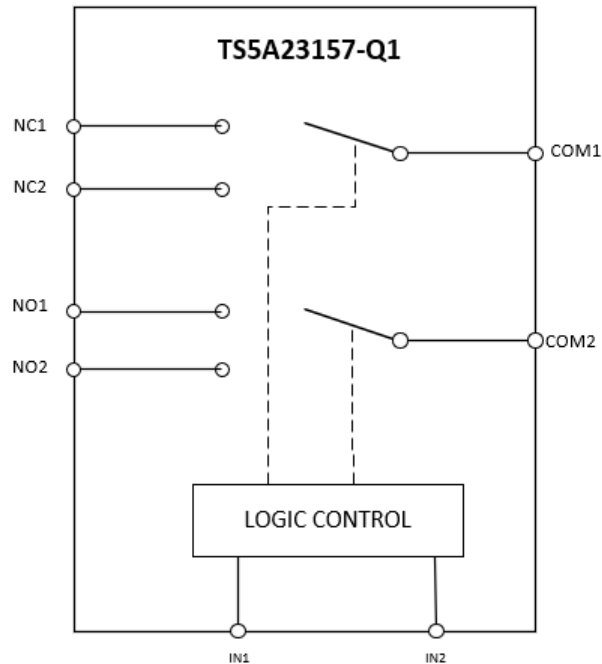 TS5A23157-Q1
NC1
COM1
NC2
NO1
COM2
NO2
LOGIC CONTROL
IN1
IN2